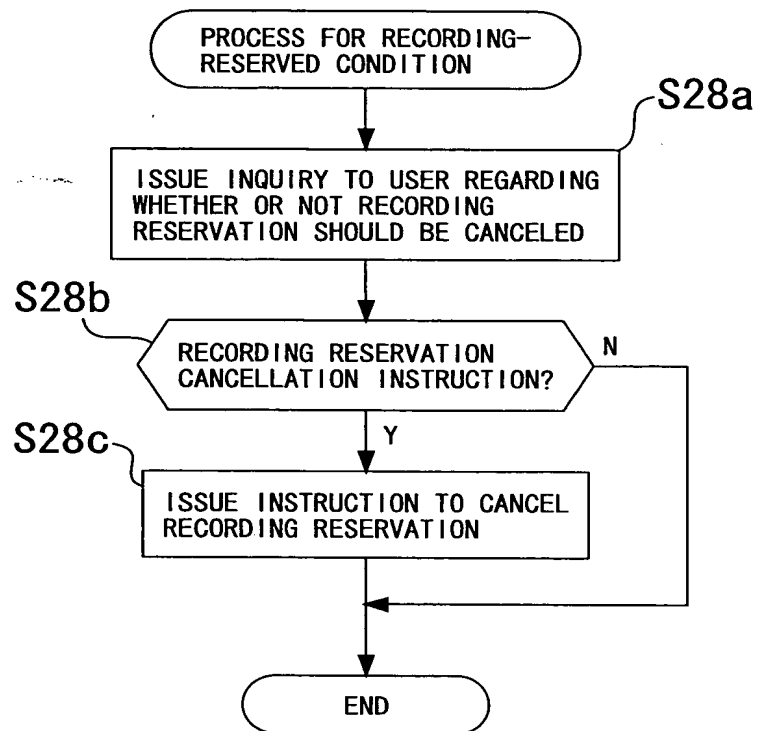 PROCESS FOR RECORDING-
RESERVED CONDITION
S28a
ISSUE INQUIRY TO USER REGARDING
WHETHER OR NOT RECORDING
RESERVATION SHOULD BE CANCELED
S28b
RECORDING RESERVATION
CANCELLATION INSTRUCTION?
N
Y
S28c
ISSUE INSTRUCTION TO CANCEL
RECORDING RESERVATION
END